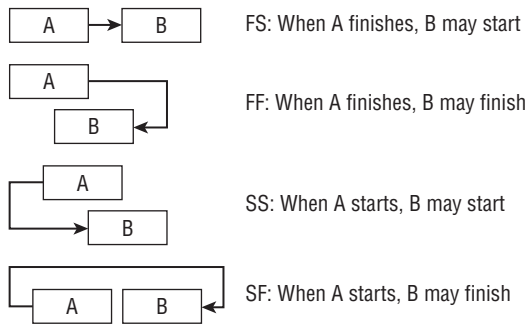 A B FS: When A finishes, B may start
A
FF: When A finishes, B may finish
B
A
SS: When A starts, B may start
B
A B SF: When A starts, B may finish